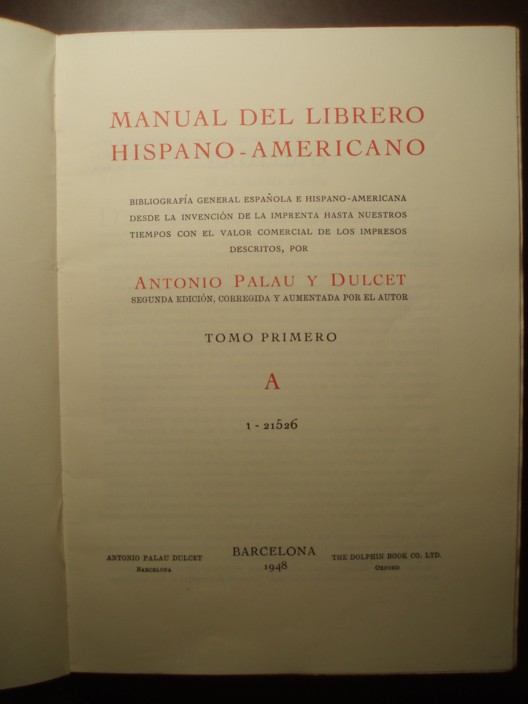 MANUAL DEL LIBRERO
HISPANO-AMERICANO
BIBLIOGRAFÍA GENERAL ESPAÑOLA E HISPANO-AMERICANA
DESDE LA INVENCIÓN DE LA IMPRENTA HASTA NUESTROS
TIEMPOS CON EL VALOR COMERCIAL DE LOS IMPRESOS
DESCRITOS, POR
ANTONIO PALAU Y DULCET
SEGUNDA EDICIÓN, CORREGIDA Y AUMENTADA POR EL AUTOR
TOMO PRIMERO
A
1 - 21526
ANTONIO PALAU DULCET
BARCELONA
BARCELONA
1948
THE DOLPHIN BOOK CO. LTD.
OXFORD